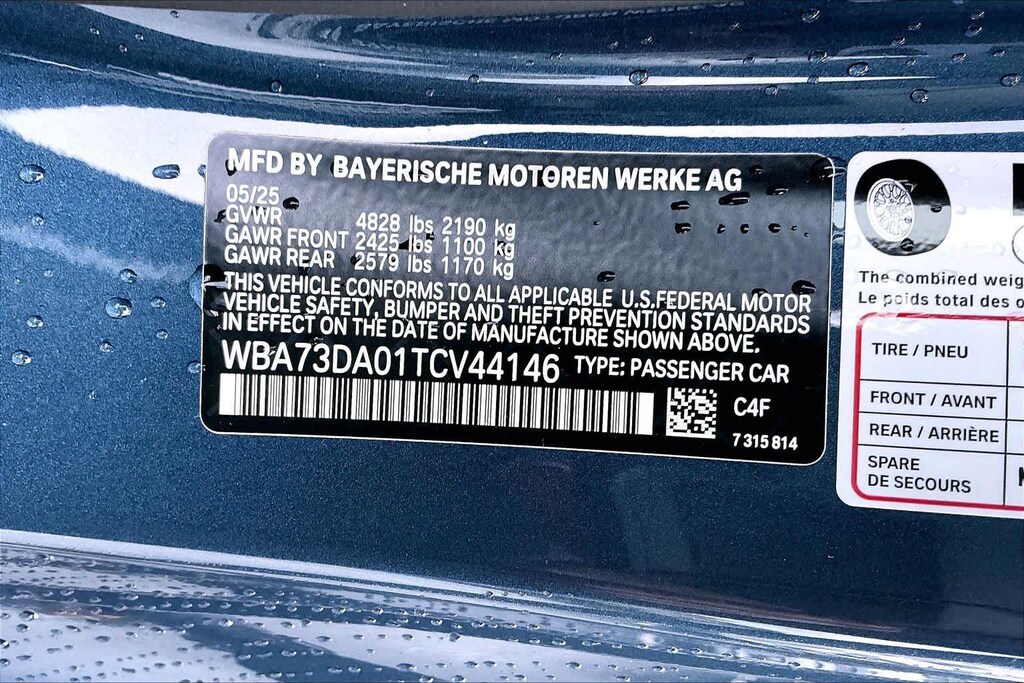 MFD BY BAYERISCHE MOTOREN WERKE AG
05/25
GVWR 4828 lbs 2190 kg
GAWR FRONT 2425 lbs 1100 kg
GAWR REAR 2579 lbs 1170 kg
THIS VEHICLE CONFORMS TO ALL APPLICABLE U.S.FEDERAL MOTOR
VEHICLE SAFETY, BUMPER AND THEFT PREVENTION STANDARDS
IN EFFECT ON THE DATE OF MANUFACTURE SHOWN ABOVE.
WBA73DA01TCV44146 TYPE: PASSENGER CAR
C4F
7 315 814
The combined
Le poids total des
TIRE / PNEU
FRONT / AVANT
REAR / ARRIÈRE
SPARE
DE SECOURS